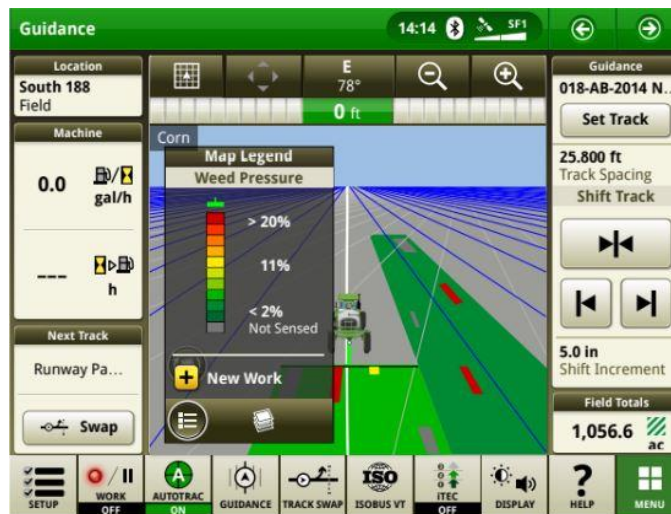 Guidance
14:14
SF1
Location
South 188
Field
Machine
0.0
gal/h
---
h
Next Track
Runway Pa...
Swap
E
78°
0 ft
Corn
Map Legend
Weed Pressure
> 20%
11%
< 2%
Not Sensed
New Work
Guidance
018-AB-2014 N..
Set Track
25.800 ft
Track Spacing
Shift Track
5.0 in
Shift Increment
Field Totals
1,056.6
ac
SETUP
WORK
OFF
AUTOTRAC
ON
GUIDANCE
TRACK SWAP
ISO
ISOBUS VT
iTEC
OFF
DISPLAY
?
HELP
MENU